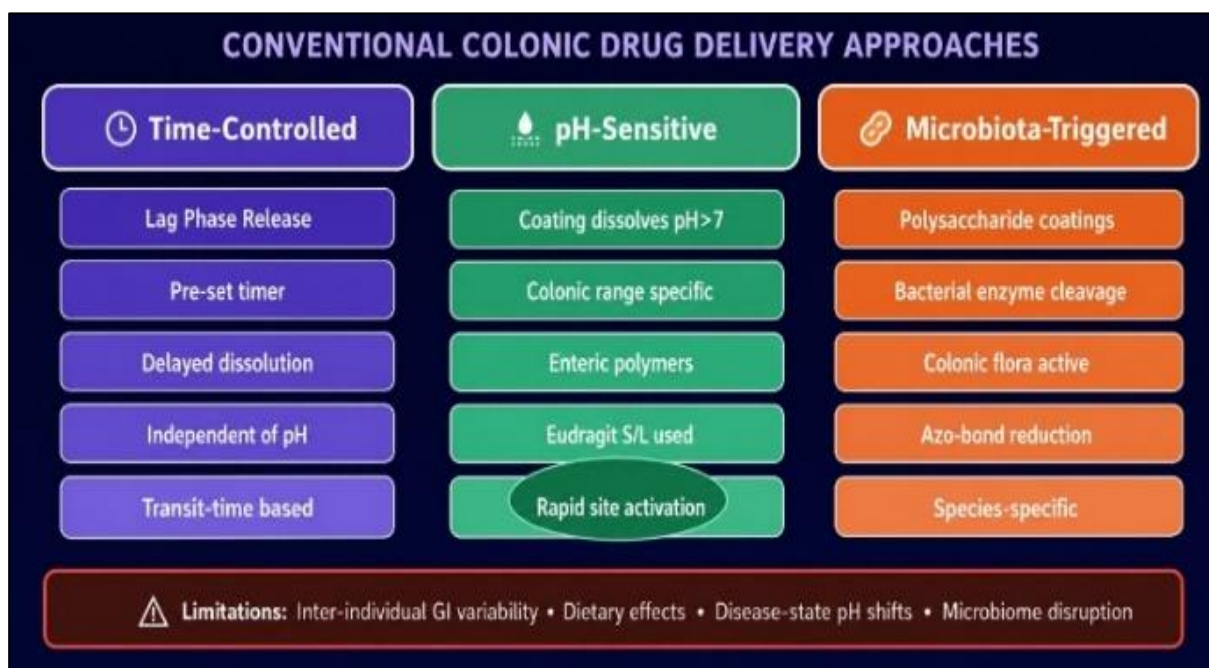 CONVENTIONAL COLONIC DRUG DELIVERY APPROACHES
Time-Controlled
Lag Phase Release
Pre-set timer
Delayed dissolution
Independent of pH
Transit-time based
pH-Sensitive
Coating dissolves pH>7
Colonic range specific
Enteric polymers
Eudragit S/L used
Rapid site activation
Microbiota-Triggered
Polysaccharide coatings
Bacterial enzyme cleavage
Colonic flora active
Azo-bond reduction
Species-specific
Limitations: Inter-individual GI variability • Dietary effects • Disease-state pH shifts • Microbiome disruption